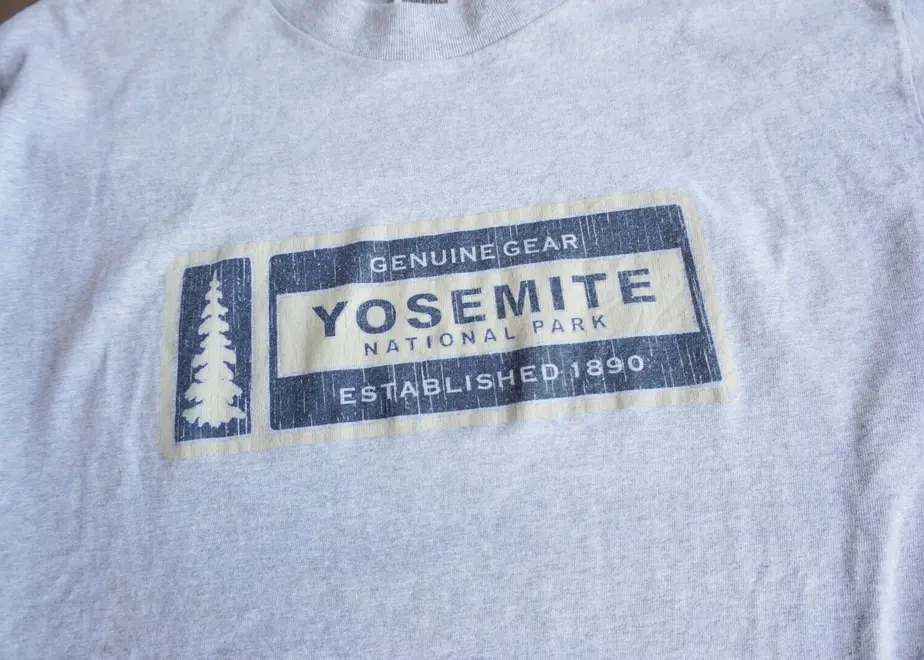 GENUINE GEAR
YOSEMITE
NATIONAL PARK
ESTABLISHED 1890